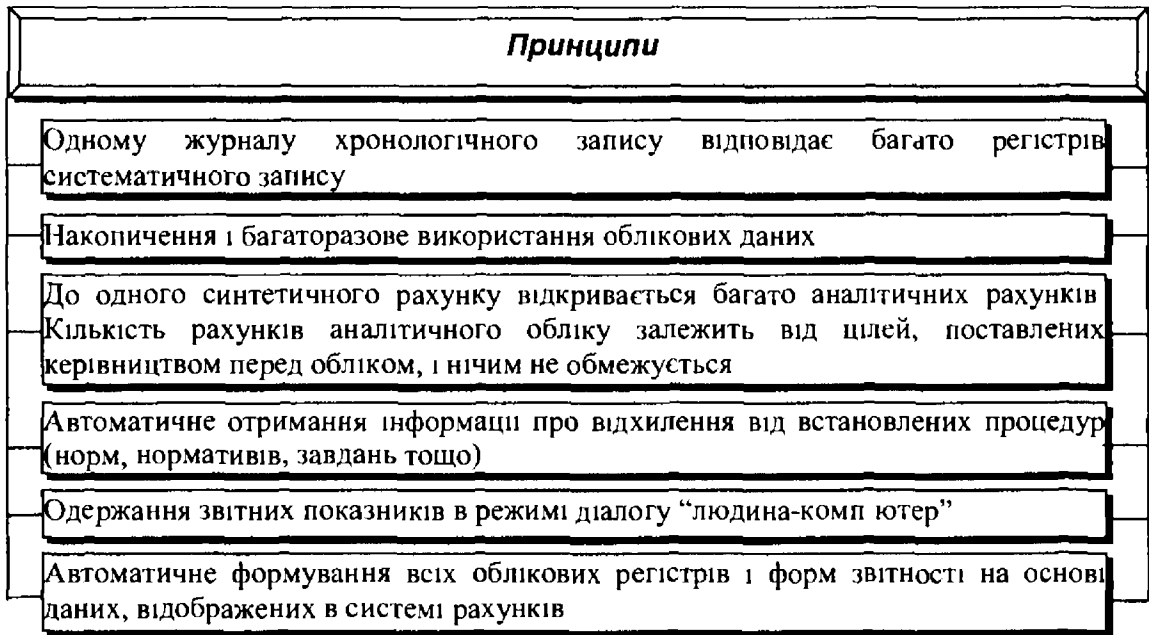 Принципи
Одному журналу хронологічного запису відповідає багато регістрів
систематичного запису
Накопичення і багаторазове використання облікових даних
До одного синтетичного рахунку відкривається багато аналітичних рахунків
Кількість рахунків аналітичного обліку залежить від цілей, поставлених
керівництвом перед обліком, і нічим не обмежується
Автоматичне отримання інформації про відхилення від встановлених процедур
(норм, нормативів, завдань тощо)
Одержання звітних показників в режимі діалогу “людина-комп ютер”
Автоматичне формування всіх облікових регістрів і форм звітності на основі
даних, відображених в системі рахунків